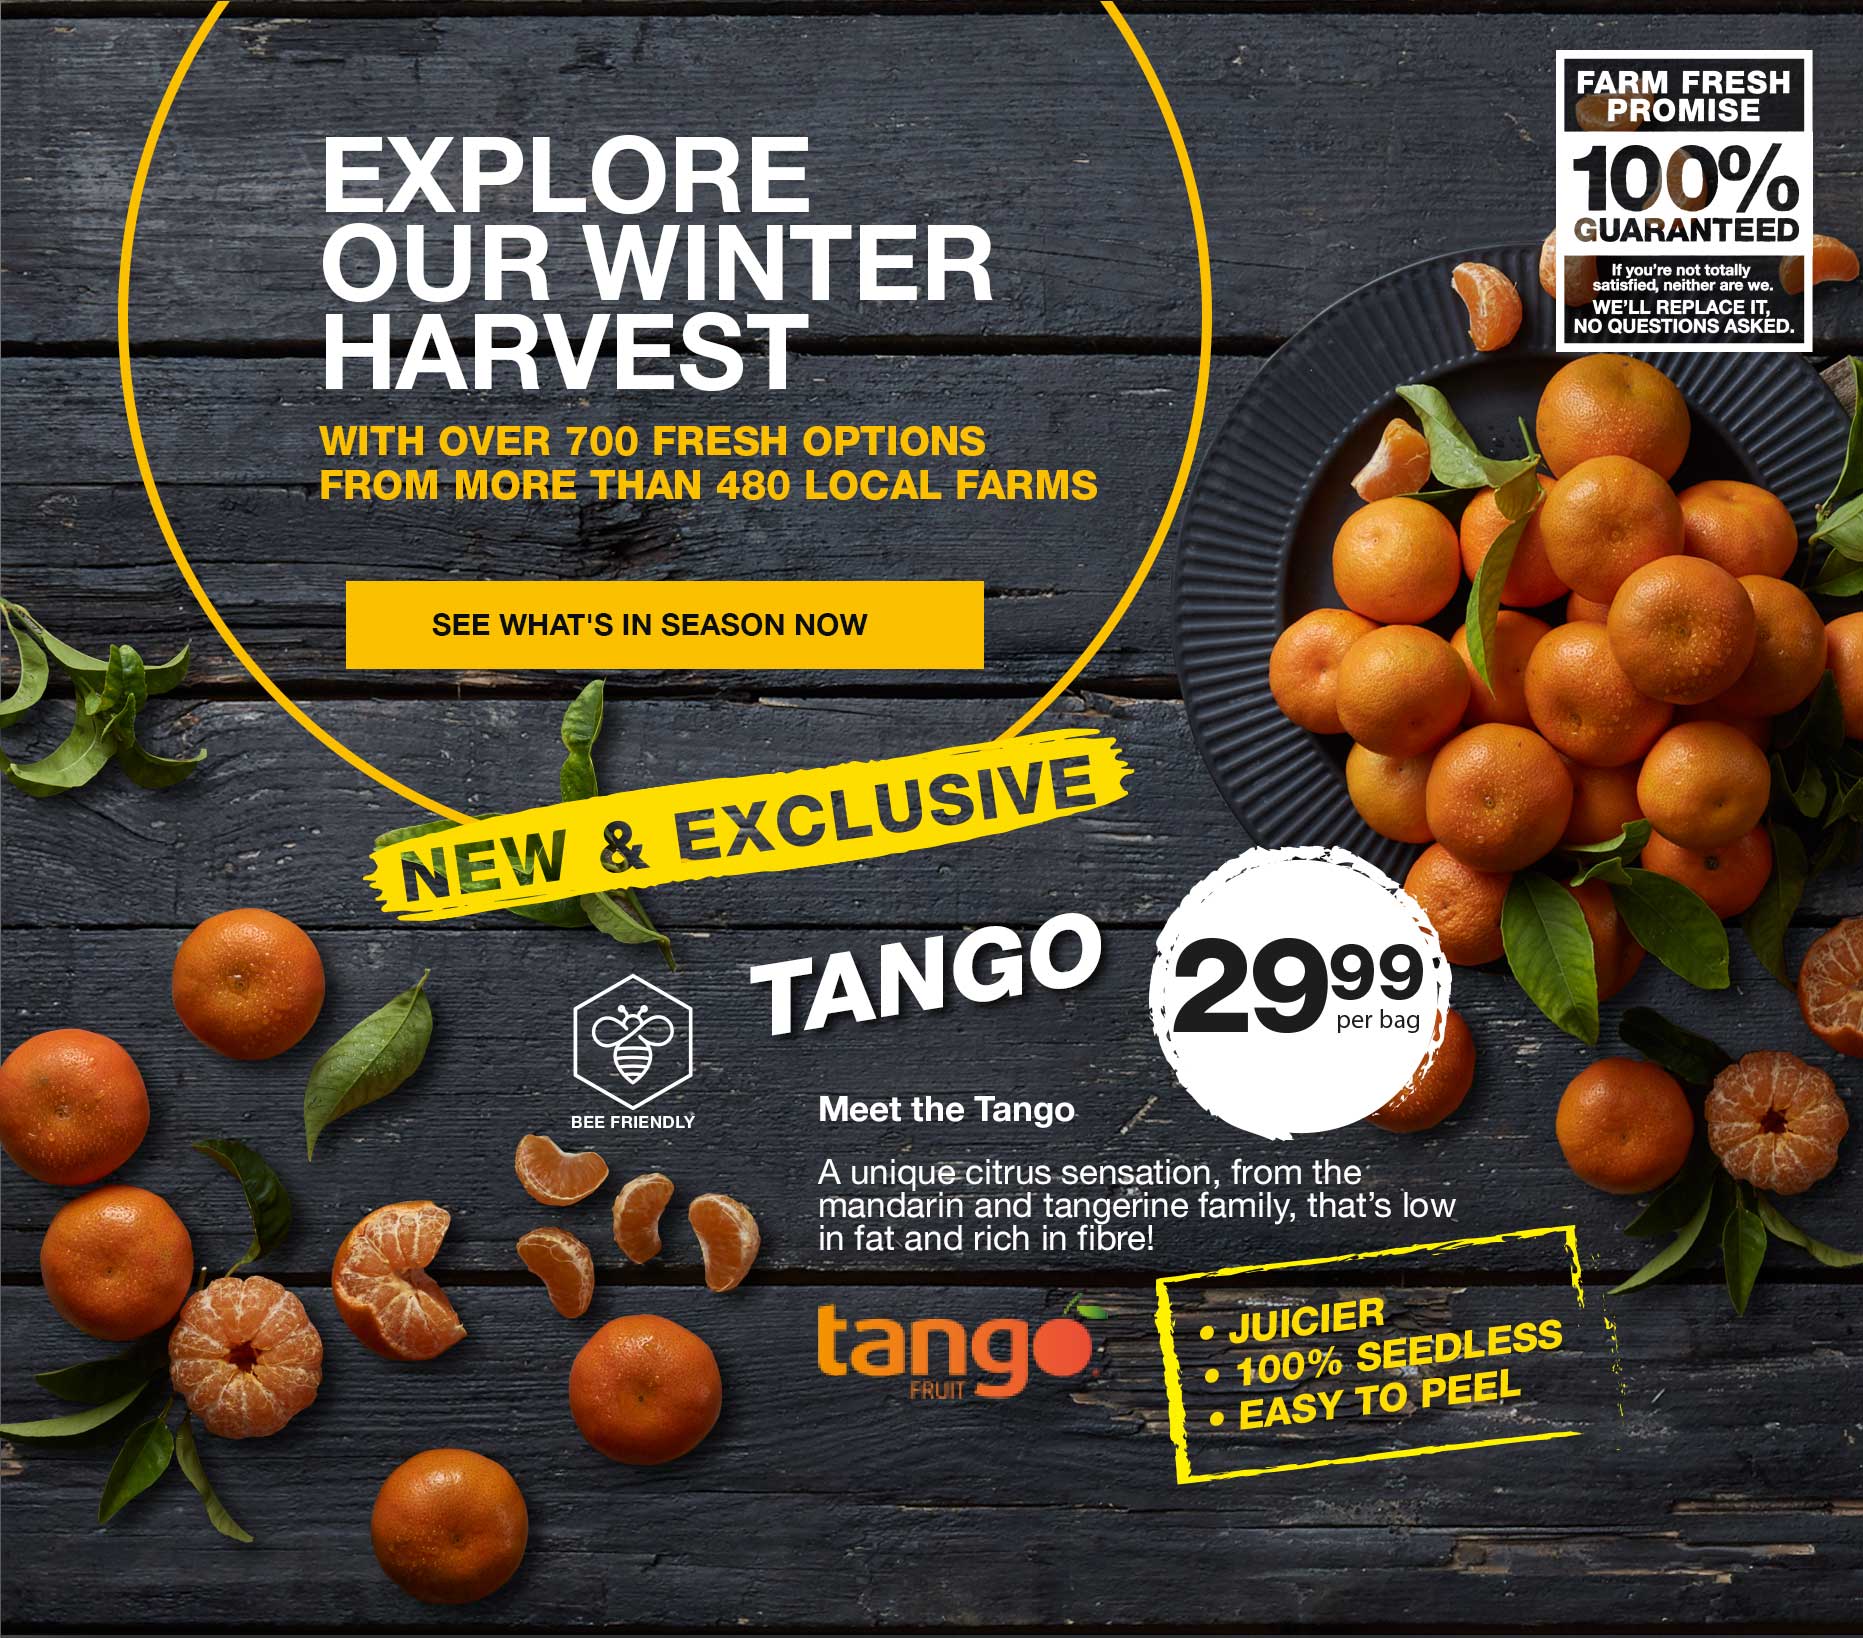 EXPLORE
OUR WINTER
HARVEST
WITH OVER 700 FRESH OPTIONS
FROM MORE THAN 480 LOCAL FARMS
SEE WHAT'S IN SEASON NOW
FARM FRESH
PROMISE
100%
GUARANTEED
If you're not totally
satisfied, neither are we.
WE'LL REPLACE IT,
NO QUESTIONS ASKED.
NEW & EXCLUSIVE
TANGO
2999
per bag
BEE FRIENDLY
Meet the Tango
A unique citrus sensation, from the
mandarin and tangerine family, that's low
in fat and rich in fibre!
tango
FRUIT
• JUICIER
• 100% SEEDLESS
• EASY TO PEEL